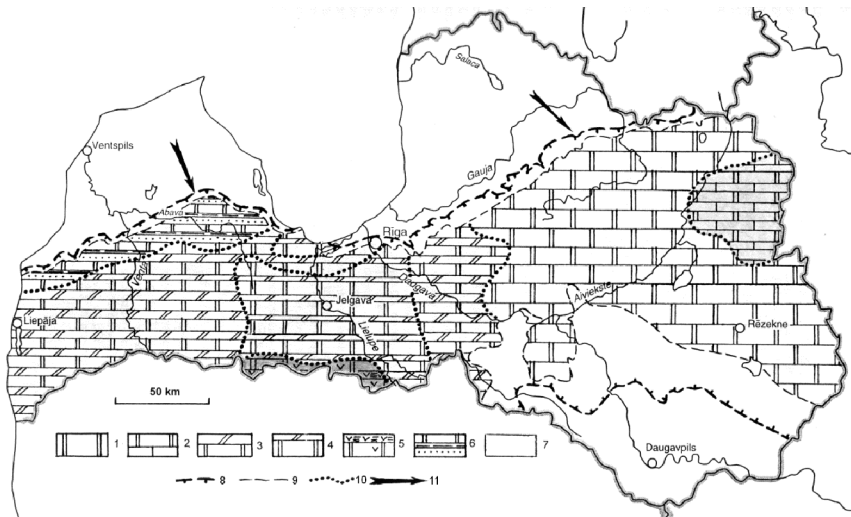 Salaca
Ventspils
Gauja
Abava
Rīga
Venta
Daugava
Jelgava
Aiviekste
Liepāja
Lielupe
Rēzekne
50 km
1 2 3 4 5 6 7
Daugavpils
8 9 10 11